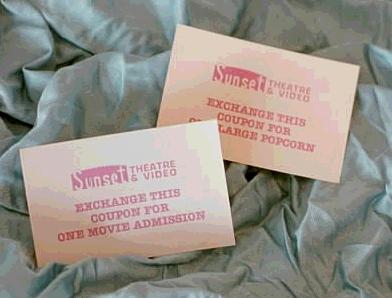 Sunset THEATRE
& VIDEO
EXCHANGE THIS
COUPON FOR
LARGE POPCORN
Sunset THEATRE
& VIDEO
EXCHANGE THIS
COUPON FOR
ONE MOVIE ADMISSION